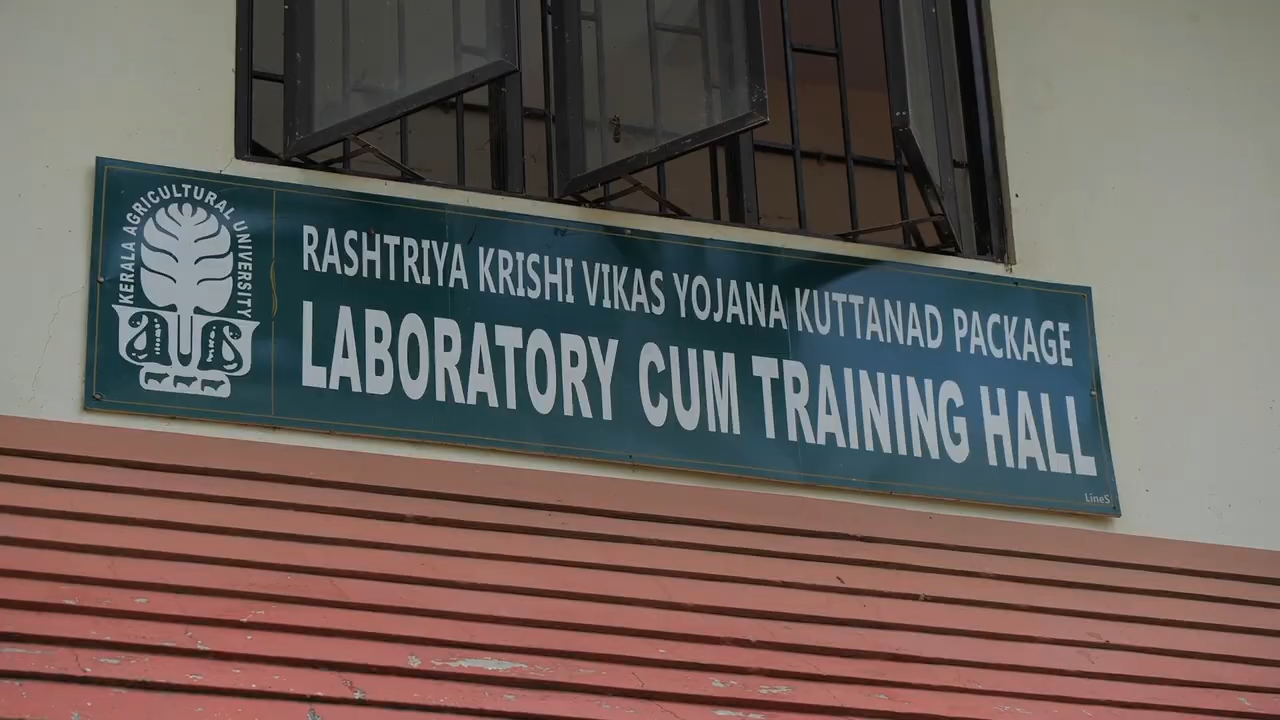 KERALA AGRICULTURAL UNIVERSITY
RASHTRIYA KRISHI VIKAS YOJANA KUTTANAD PACKAGE
LABORATORY CUM TRAINING HALL
LineS